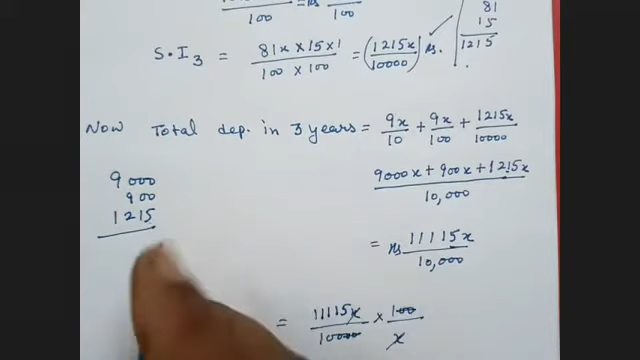 100 = Rs 100
81
15
1215
S.I₃ = 81x × 15 × 1 / 100 × 100 = (1215x / 10000) Rs.
Now Total dep. in 3 years = 9x/10 + 9x/100 + 1215x/10000
9000
900
1215
9000x + 900x + 1215x / 10,000
= Rs 11115x / 10,000
= 11115x / 10000 × 100 / x